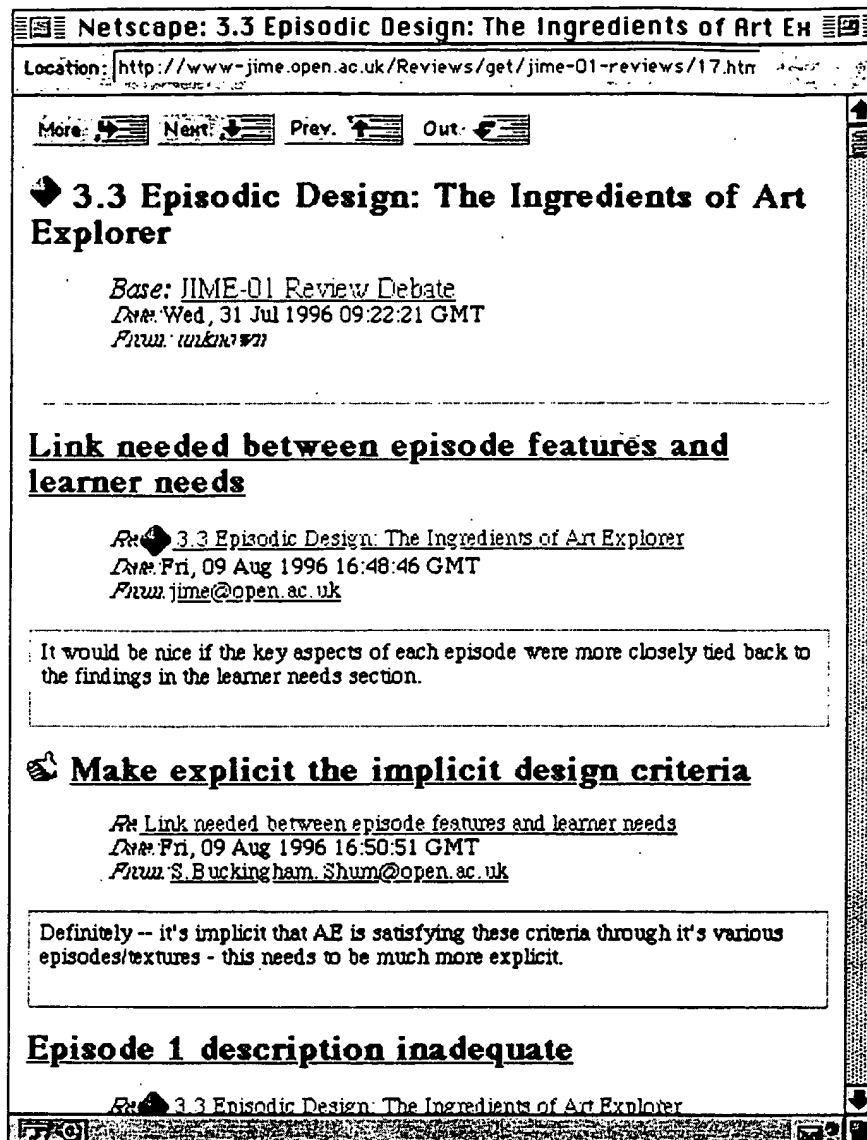 Netscape: 3.3 Episodic Design: The Ingredients of Art Ex
Location: http://www-jime.open.ac.uk/Reviews/get/jime-01-reviews/17.htm
More Next Prev. Out
3.3 Episodic Design: The Ingredients of Art
Explorer
Base: JIME-01 Review Debate
Date: Wed, 31 Jul 1996 09:22:21 GMT
From: unknown
Link needed between episode features and
learner needs
Re: 3.3 Episodic Design: The Ingredients of Art Explorer
Date: Fri, 09 Aug 1996 16:48:46 GMT
From: jime@open.ac.uk
It would be nice if the key aspects of each episode were more closely tied back to
the findings in the learner needs section.
Make explicit the implicit design criteria
Re: Link needed between episode features and learner needs
Date: Fri, 09 Aug 1996 16:50:51 GMT
From: S.Buckingham.Shum@open.ac.uk
Definitely -- it's implicit that AE is satisfying these criteria through it's various
episodes/textures - this needs to be much more explicit.
Episode 1 description inadequate
Re: 3.3 Episodic Design: The Ingredients of Art Explorer